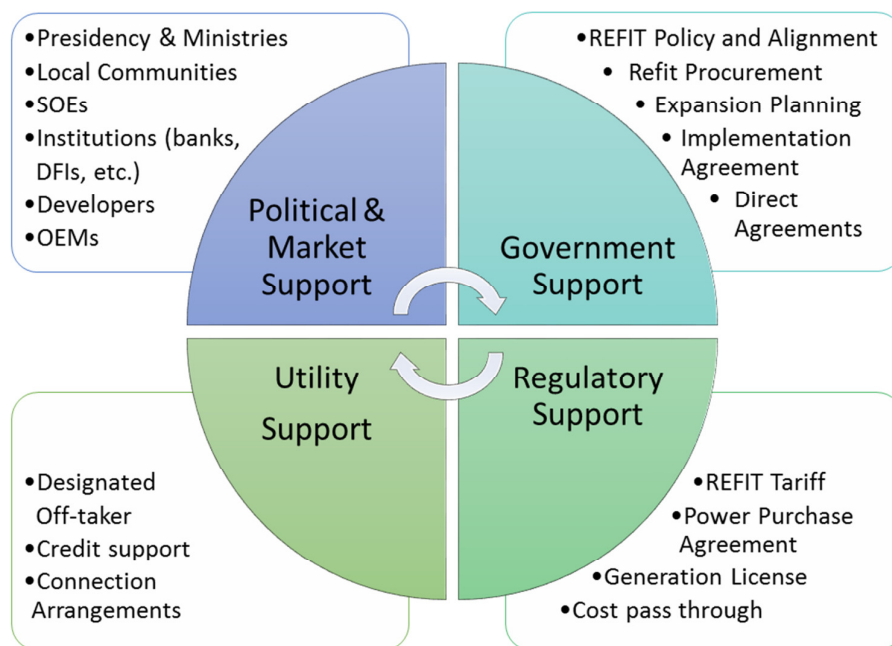 •Presidency & Ministries
•Local Communities
•SOEs
•Institutions (banks,
DFIs, etc.)
•Developers
•OEMs
Political &
Market
Support
•REFIT Policy and Alignment
• Refit Procurement
• Expansion Planning
• Implementation
Agreement
• Direct
Agreements
Government
Support
Utility
Support
•Designated
Off-taker
•Credit support
•Connection
Arrangements
Regulatory
Support
•REFIT Tariff
•Power Purchase
Agreement
•Generation License
•Cost pass through